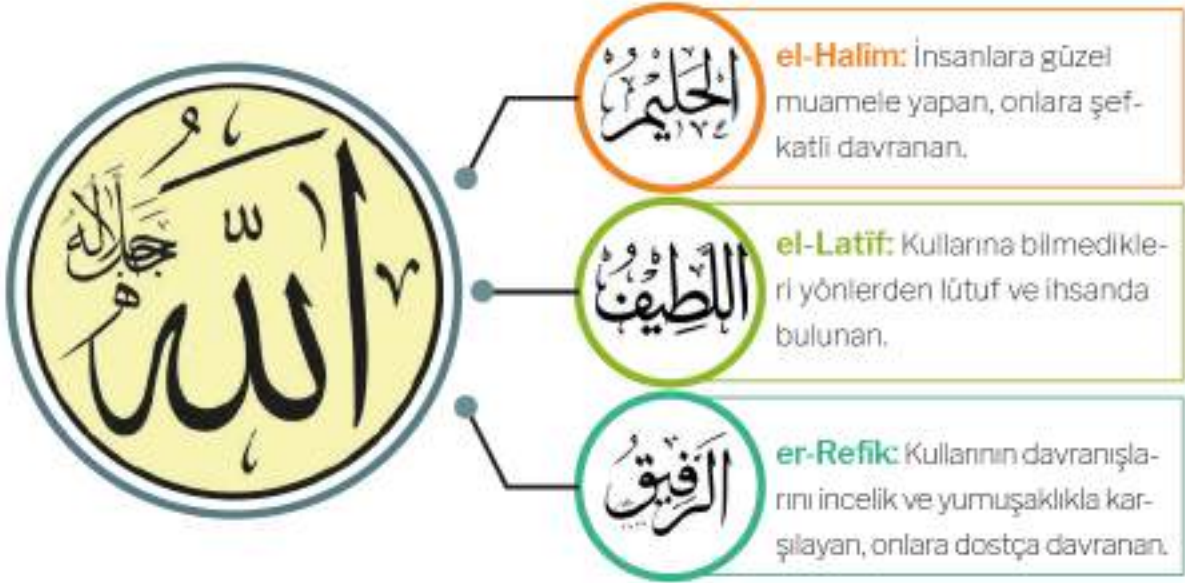 الله
جل جلاله
الحليم
el-Halîm: İnsanlara güzel
muamele yapan, onlara şef-
katli davranan.
اللطيف
el-Latîf: Kullarına bilmedikle-
ri yönlerden lütuf ve ihsanda
bulunan.
الرفيق
er-Refîk: Kullarının davranışla-
rını incelik ve yumuşaklıkla kar-
şılayan, onlara dostça davranan.